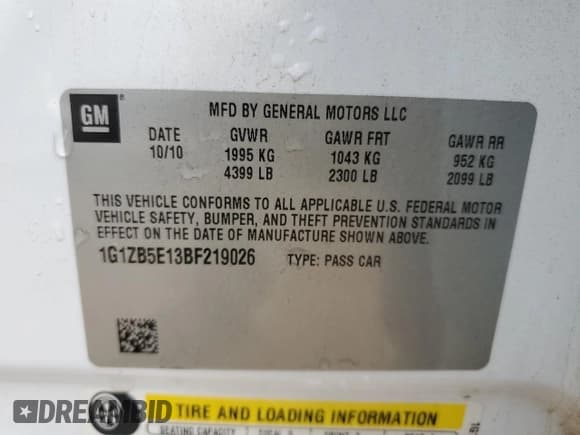 GM ®
MFD BY GENERAL MOTORS LLC
DATE GVWR GAWR FRT GAWR RR
10/10 1995 KG 1043 KG 952 KG
4399 LB 2300 LB 2099 LB
THIS VEHICLE CONFORMS TO ALL APPLICABLE U.S. FEDERAL MOTOR
VEHICLE SAFETY, BUMPER, AND THEFT PREVENTION STANDARDS IN
EFFECT ON THE DATE OF MANUFACTURE SHOWN ABOVE.
1G1ZB5E13BF219026 TYPE: PASS CAR
TIRE AND LOADING INFORMATION
SEATING CAPACITY
DREAMBID